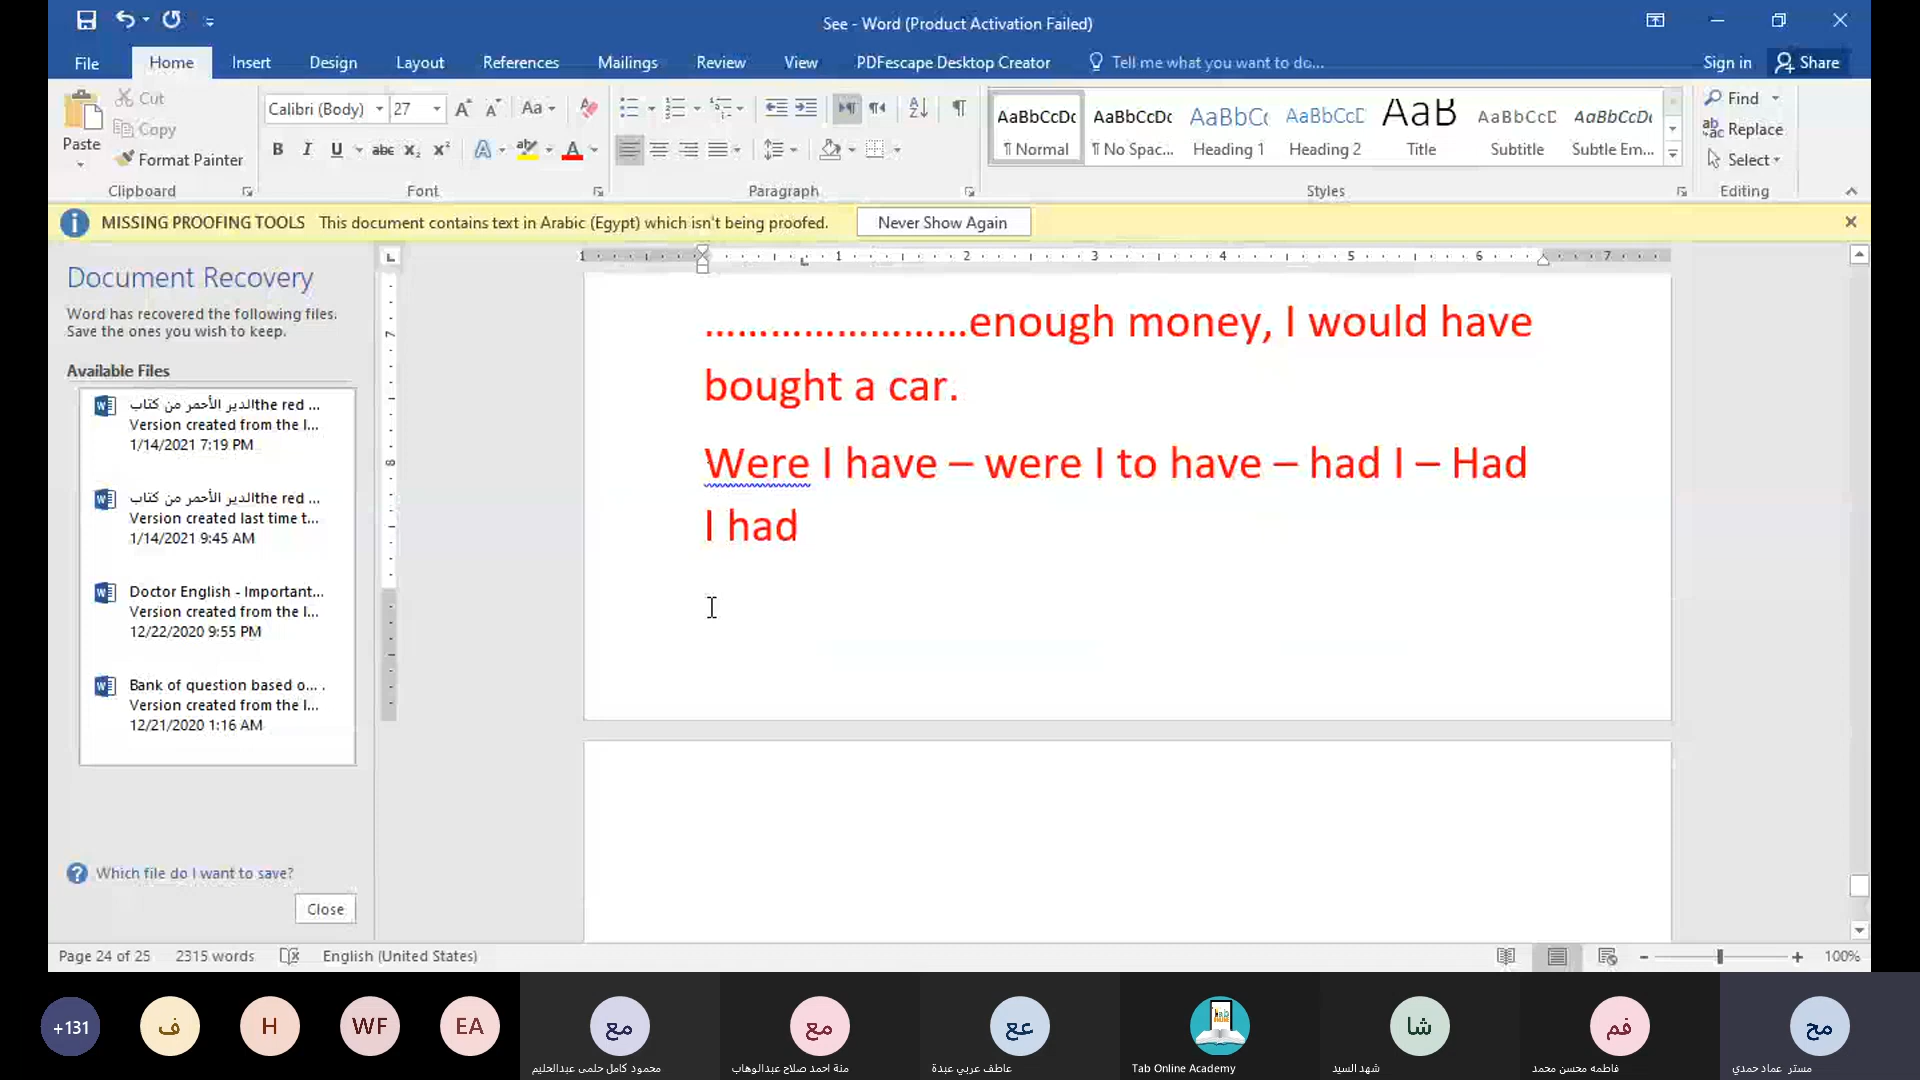 See - Word (Product Activation Failed)
File Home Insert Design Layout References Mailings Review View PDFescape Desktop Creator Tell me what you want to do... Sign in Share
Paste
Cut
Copy
Format Painter
Clipboard
Calibri (Body) 27
Font
Paragraph
AaBbCcDc AaBbCcDc AaBbCc AaBbCcD AaB AaBbCcD AaBbCcDc
¶ Normal ¶ No Spac... Heading 1 Heading 2 Title Subtitle Subtle Em...
Styles
Find
Replace
Select
Editing
MISSING PROOFING TOOLS This document contains text in Arabic (Egypt) which isn't being proofed. Never Show Again
Document Recovery
Word has recovered the following files.
Save the ones you wish to keep.
Available Files
الدير الأحمر من كتاب the red ...
Version created from the l...
1/14/2021 7:19 PM
الدير الأحمر من كتاب the red ...
Version created last time t...
1/14/2021 9:45 AM
Doctor English - Important...
Version created from the l...
12/22/2020 9:55 PM
Bank of question based o... .
Version created from the l...
12/21/2020 1:16 AM
Which file do I want to save?
Close
1 1 2 3 4 5 6 7
7
8
........................enough money, I would have
bought a car.
Were I have – were I to have – had I – Had
I had
Page 24 of 25 2315 words English (United States) 100%
+131 ف H WF EA مع مع عع شا فم مح
محمود كامل حلمى عبدالحليم منة احمد صلاح عبدالوهاب عاطف عربي عبدة Tab Online Academy شهد السيد فاطمه محسن محمد مستر عماد حمدي